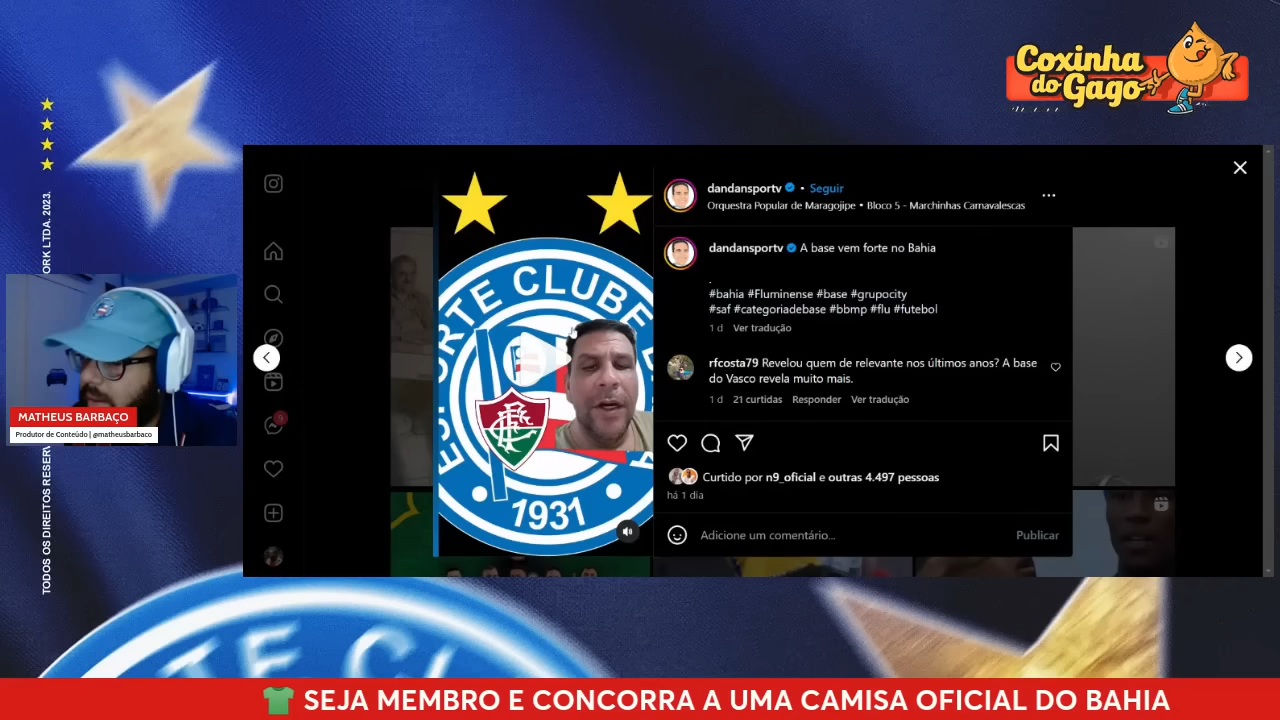 Coxinha
do Gago
TODOS OS DIREITOS RESERV
ORK LTDA. 2023.
dandansportv • Seguir
Orquestra Popular de Maragojipe • Bloco 5 - Marchinhas Carnavalescas
dandansportv A base vem forte no Bahia
.
#bahia #Fluminense #base #grupocity
#saf #categoriadebase #bbmp #flu #futebol
1 d Ver tradução
rfcosta79 Revelou quem de relevante nos últimos anos? A base
do Vasco revela muito mais.
1 d 21 curtidas Responder Ver tradução
Curtido por n9_oficial e outras 4.497 pessoas
há 1 dia
Adicione um comentário...
Publicar
ORTE CLUBE
1931
MATHEUS BARBAÇO
Produtor de Conteúdo | @matheusbarbaco
SEJA MEMBRO E CONCORRA A UMA CAMISA OFICIAL DO BAHIA